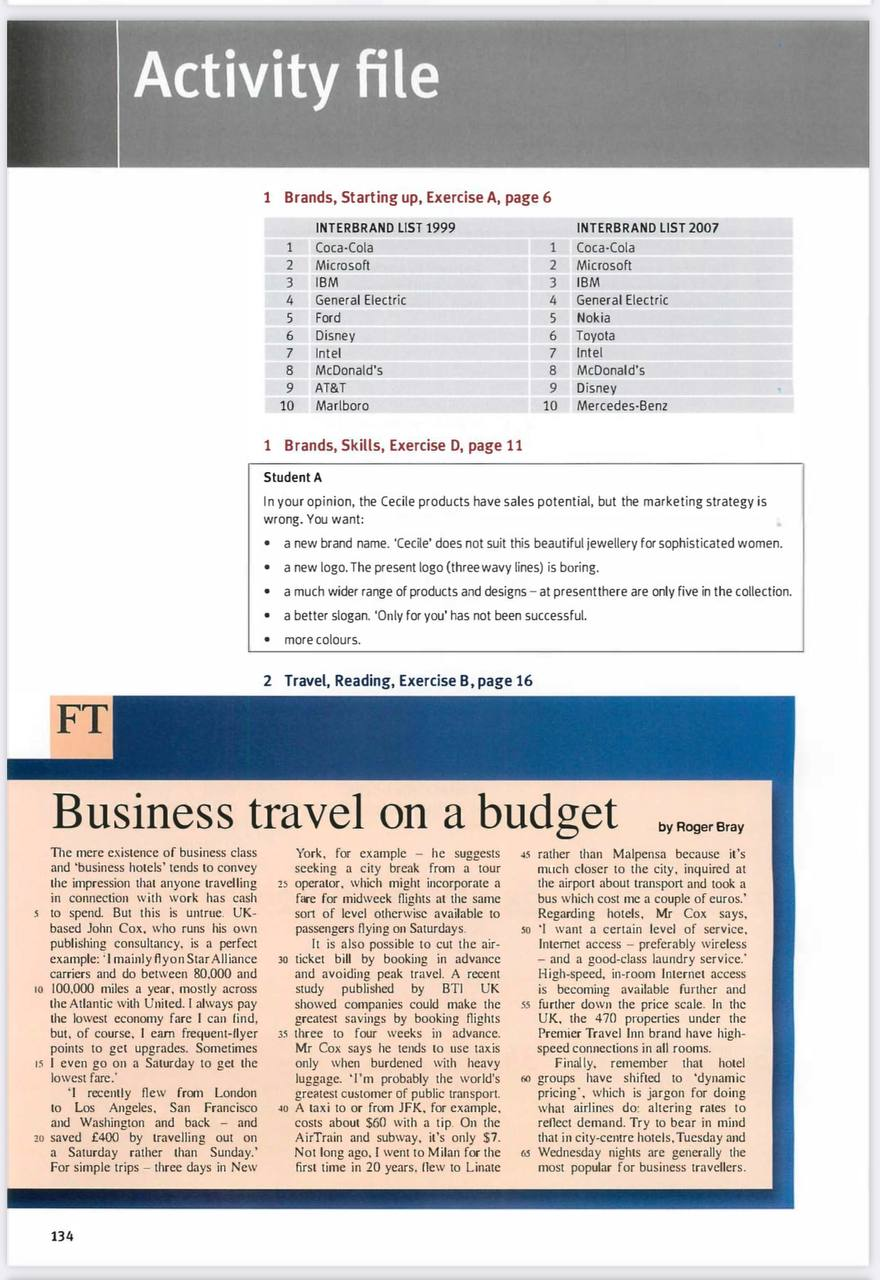 Activity file
1 Brands, Starting up, Exercise A, page 6
INTERBRAND LIST 1999 INTERBRAND LIST 2007
1 Coca-Cola 1 Coca-Cola
2 Microsoft 2 Microsoft
3 IBM 3 IBM
4 General Electric 4 General Electric
5 Ford 5 Nokia
6 Disney 6 Toyota
7 Intel 7 Intel
8 McDonald's 8 McDonald's
9 AT&T 9 Disney
10 Marlboro 10 Mercedes-Benz
1 Brands, Skills, Exercise D, page 11
Student A
In your opinion, the Cecile products have sales potential, but the marketing strategy is
wrong. You want:
• a new brand name. 'Cecile' does not suit this beautiful jewellery for sophisticated women.
• a new logo. The present logo (three wavy lines) is boring.
• a much wider range of products and designs – at present there are only five in the collection.
• a better slogan. 'Only for you' has not been successful.
• more colours.
2 Travel, Reading, Exercise B, page 16
FT
Business travel on a budget
by Roger Bray
The mere existence of business class
and 'business hotels' tends to convey
the impression that anyone travelling
in connection with work has cash
5 to spend. But this is untrue. UK-
based John Cox, who runs his own
publishing consultancy, is a perfect
example: 'I mainly fly on Star Alliance
carriers and do between 80,000 and
10 100,000 miles a year, mostly across
the Atlantic with United. I always pay
the lowest economy fare I can find,
but, of course, I earn frequent-flyer
points to get upgrades. Sometimes
15 I even go on a Saturday to get the
lowest fare.'
'I recently flew from London
to Los Angeles, San Francisco
and Washington and back – and
20 saved £400 by travelling out on
a Saturday rather than Sunday.'
For simple trips – three days in New
York, for example – he suggests
seeking a city break from a tour
25 operator, which might incorporate a
fare for midweek flights at the same
sort of level otherwise available to
passengers flying on Saturdays.
It is also possible to cut the air-
30 ticket bill by booking in advance
and avoiding peak travel. A recent
study published by BTI UK
showed companies could make the
greatest savings by booking flights
35 three to four weeks in advance.
Mr Cox says he tends to use taxis
only when burdened with heavy
luggage. 'I'm probably the world's
greatest customer of public transport.
40 A taxi to or from JFK, for example,
costs about $60 with a tip. On the
AirTrain and subway, it's only $7.
Not long ago, I went to Milan for the
first time in 20 years, flew to Linate
45 rather than Malpensa because it's
much closer to the city, inquired at
the airport about transport and took a
bus which cost me a couple of euros.'
Regarding hotels, Mr Cox says,
50 'I want a certain level of service,
Internet access – preferably wireless
– and a good-class laundry service.'
High-speed, in-room Internet access
is becoming available further and
55 further down the price scale. In the
UK, the 470 properties under the
Premier Travel Inn brand have high-
speed connections in all rooms.
Finally, remember that hotel
60 groups have shifted to 'dynamic
pricing', which is jargon for doing
what airlines do: altering rates to
reflect demand. Try to bear in mind
that in city-centre hotels, Tuesday and
65 Wednesday nights are generally the
most popular for business travellers.
134